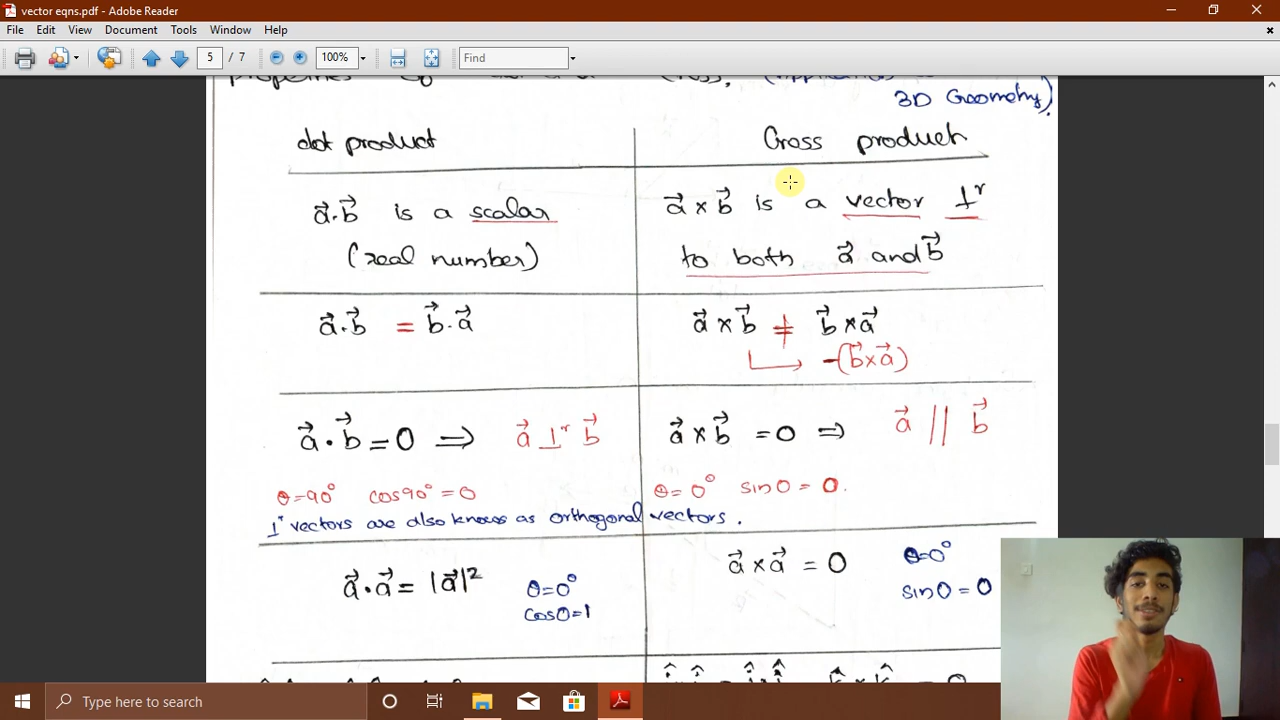 vector eqns.pdf - Adobe Reader
File Edit View Document Tools Window Help
5 / 7 100% Find
3D Geometry).
dot product
Cross product
a⃗.b⃗ is a scalar
(real number)
a⃗ × b⃗ is a vector ⊥r
to both a⃗ and b⃗
a⃗.b⃗ = b⃗.a⃗
a⃗ × b⃗ ≠ b⃗ × a⃗
-(b⃗×a⃗)
a⃗ . b⃗ = 0 ⇒ a⃗ ⊥r b⃗
θ=90° cos90°=0
a⃗ × b⃗ = 0 ⇒ a⃗ || b⃗
θ= 0° sin0 = 0.
⊥r vectors are also known as orthogonal vectors.
a⃗.a⃗ = |a⃗|²
θ=0°
cos0=1
a⃗ × a⃗ = 0
θ=0°
sin0 = 0
Type here to search